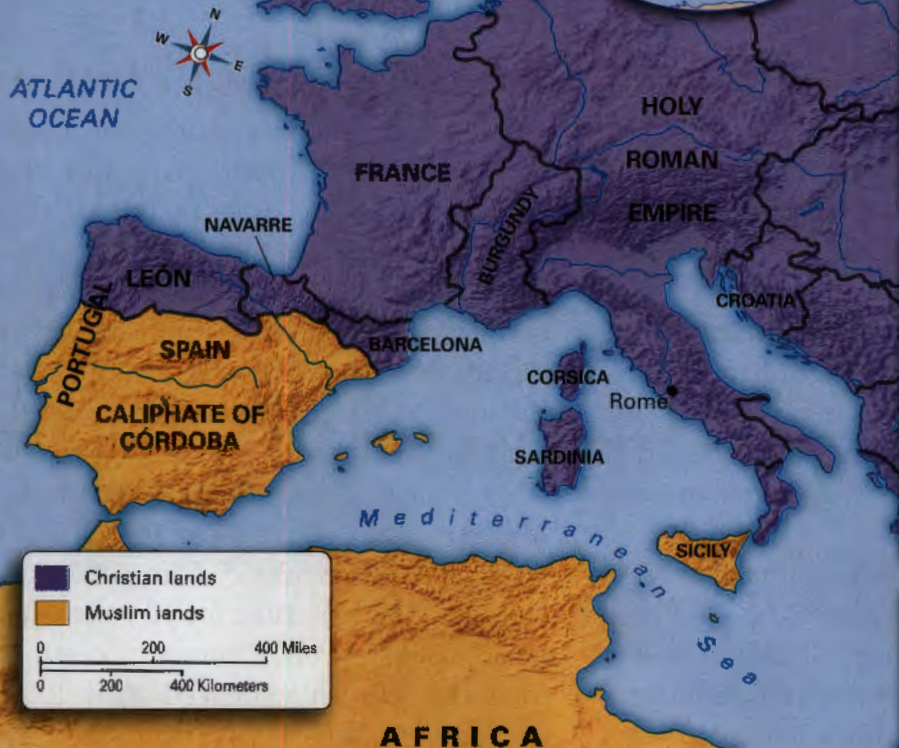 N
W
E
S
ATLANTIC
OCEAN
HOLY
ROMAN
EMPIRE
FRANCE
BURGUNDY
NAVARRE
LEÓN
CROATIA
PORTUGAL
SPAIN
BARCELONA
CORSICA
Rome
CALIPHATE OF
CÓRDOBA
SARDINIA
Mediterranean Sea
SICILY
Christian lands
Muslim lands
0 200 400 Miles
0 200 400 Kilometers
AFRICA